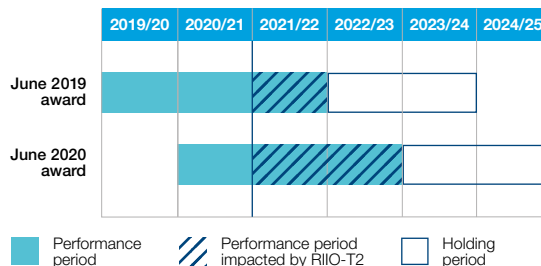 2019/20 2020/21 2021/22 2022/23 2023/24 2024/25
June 2019
award
June 2020
award
Performance
period
Performance period
impacted by RIIO-T2
Holding
period